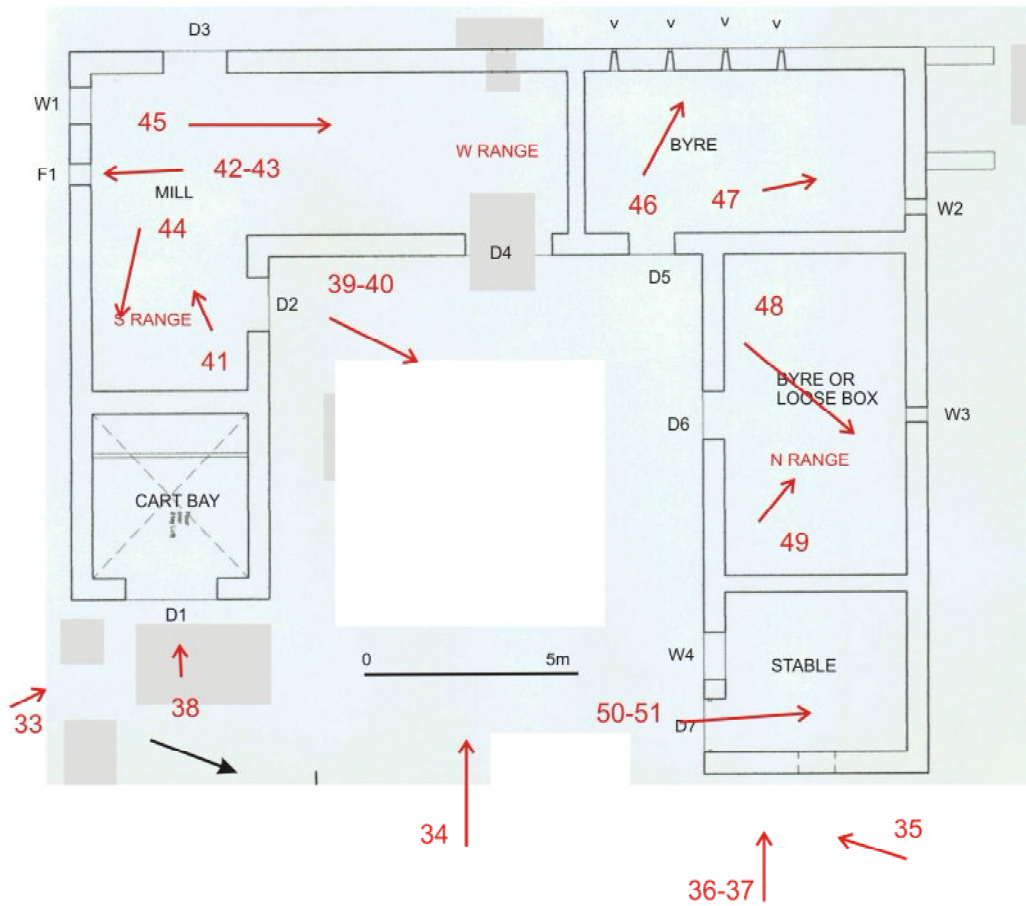 D3
V V V V
W1
45
W RANGE
BYRE
F1
42-43
MILL
46
47
W2
44
D4
D5
39-40
D2
S RANGE
41
48
BYRE OR
LOOSE BOX
D6
W3
N RANGE
CART BAY
49
D1
0 5m
W4
STABLE
33
38
50-51
D7
34
35
36-37